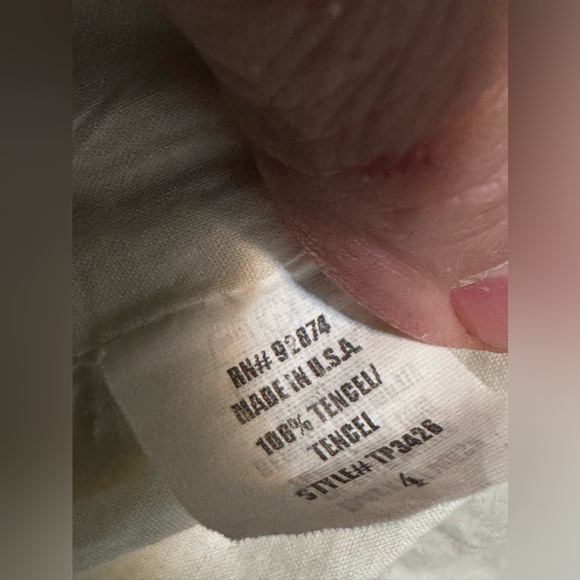 RN# 92874
MADE IN U.S.A.
100% TENCEL/
TENCEL
STYLE# TP3426
4